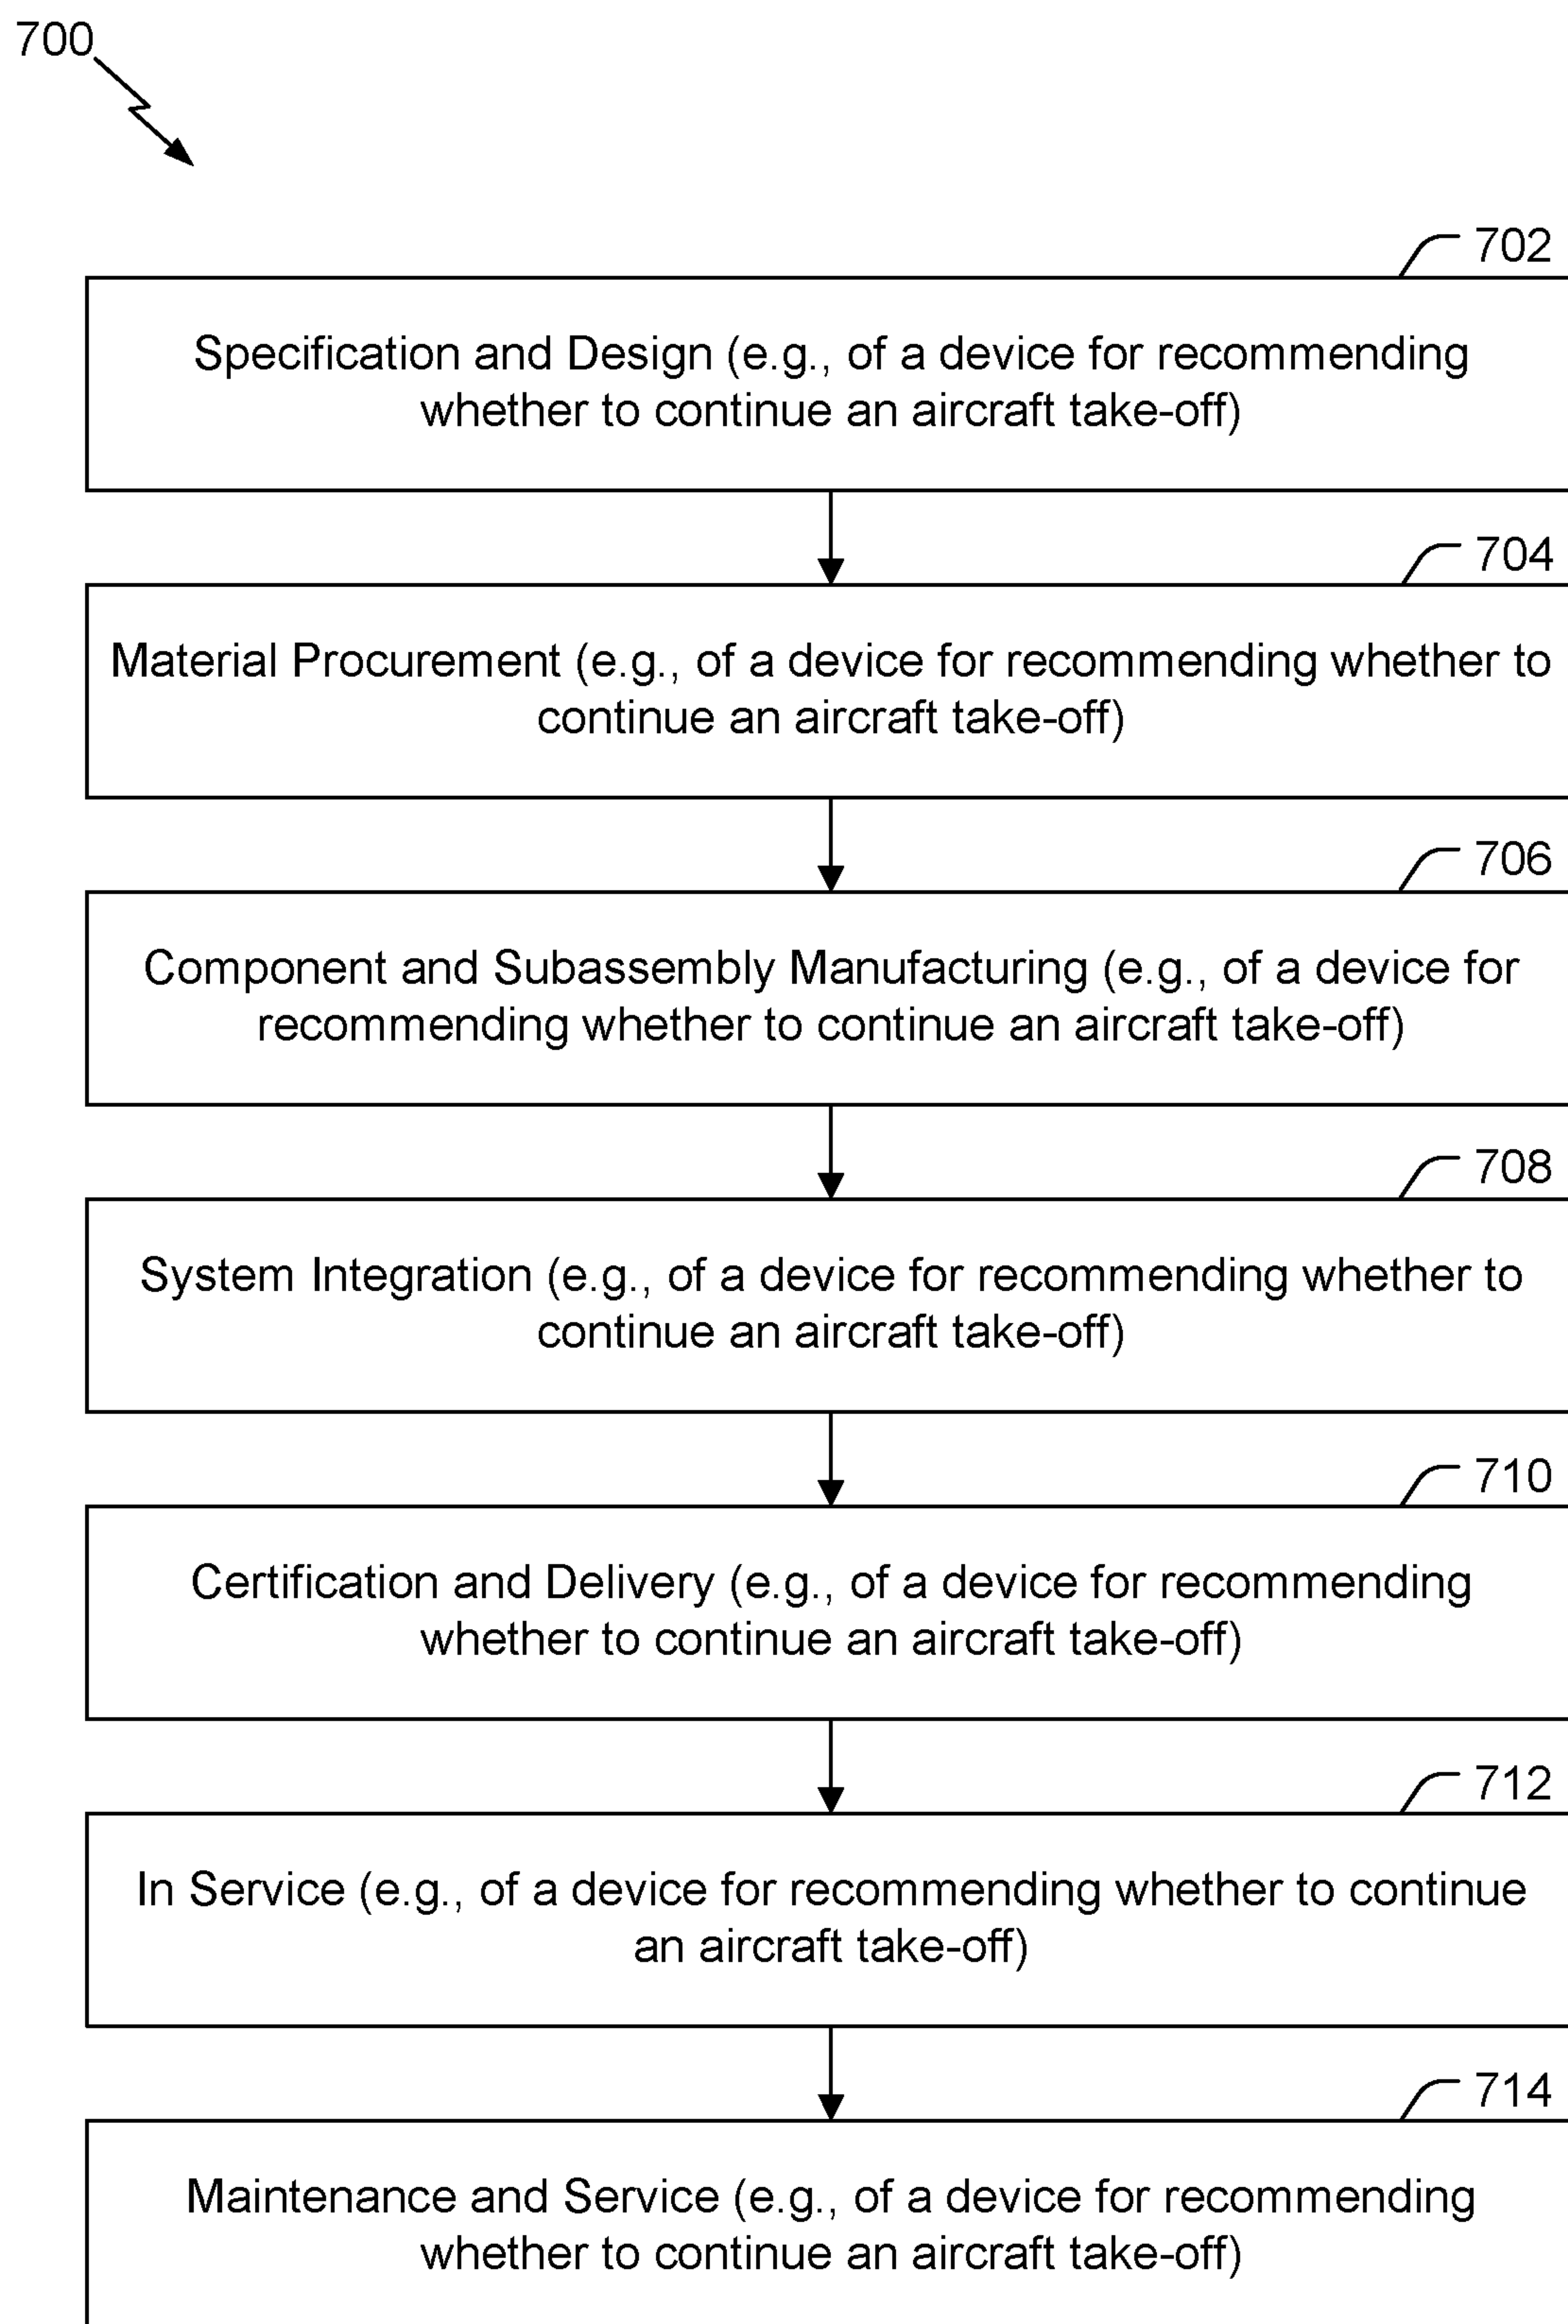 700
702
Specification and Design (e.g., of a device for recommending
whether to continue an aircraft take-off)
704
Material Procurement (e.g., of a device for recommending whether to
continue an aircraft take-off)
706
Component and Subassembly Manufacturing (e.g., of a device for
recommending whether to continue an aircraft take-off)
708
System Integration (e.g., of a device for recommending whether to
continue an aircraft take-off)
710
Certification and Delivery (e.g., of a device for recommending
whether to continue an aircraft take-off)
712
In Service (e.g., of a device for recommending whether to continue
an aircraft take-off)
714
Maintenance and Service (e.g., of a device for recommending
whether to continue an aircraft take-off)